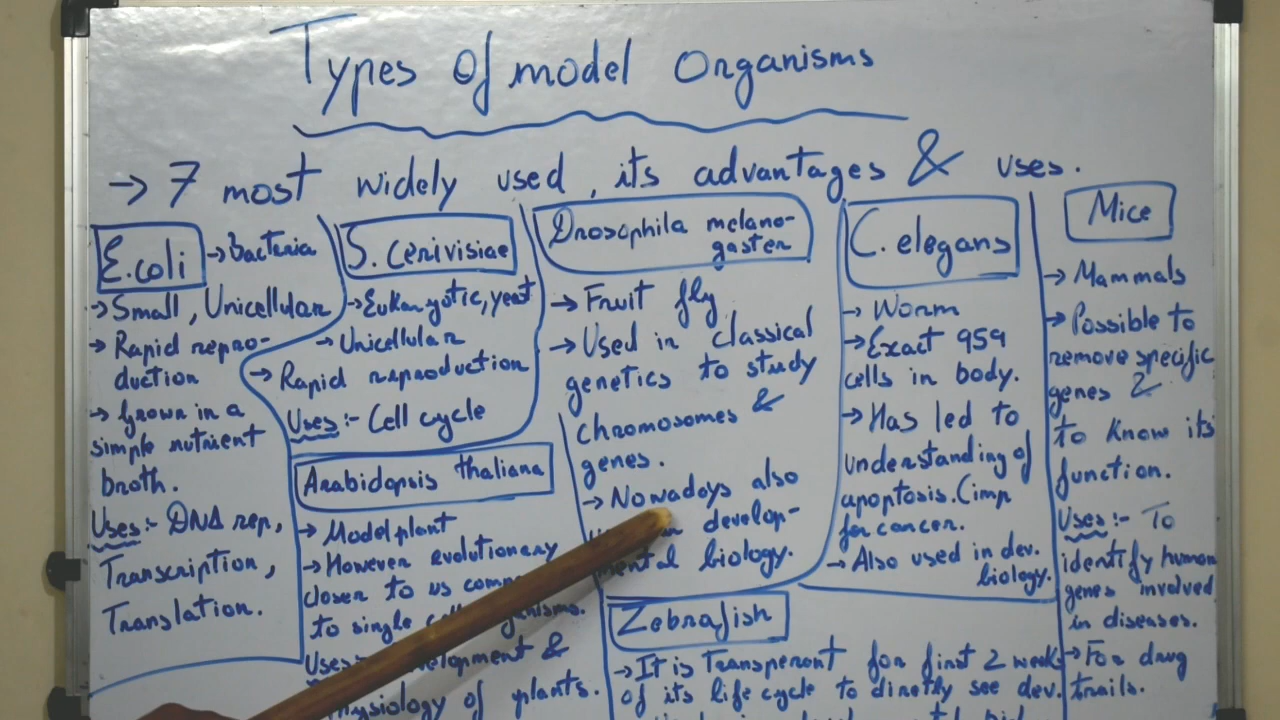 Types of model Organisms
→ 7 most widely used, its advantages & uses.
E.coli → Bacteria
→ Small, Unicellular
→ Rapid repro-
duction
→ Grown in a
simple nutrient
broth.
Uses:- DNA rep,
Transcription,
Translation.
S. Cerivisiae
→ Eukaryotic, yeast
→ Unicellular
→ Rapid reproduction
Uses:- Cell cycle
Arabidopsis thaliana
→ Model plant
→ However evolutionary
closer to us
to single
Uses
&
of plants.
Drosophila melano-
gaster
→ Fruit fly
→ Used in classical
genetics to study
chromosomes &
genes.
→ Nowadays also
develop-
mental biology.
C. elegans
→ Worm
→ Exact 959
cells in body.
→ Has led to
understanding of
apoptosis. (imp
for cancer.
→ Also used in dev.
biology.
Zebrafish
→ It is Transperent for first 2 weeks
of its life cycle to directly see dev.
Mice
→ Mammals
→ Possible to
remove specific
genes &
to know its
function.
Uses:- To
identify human
genes involved
in diseases.
→ For drug
trails.